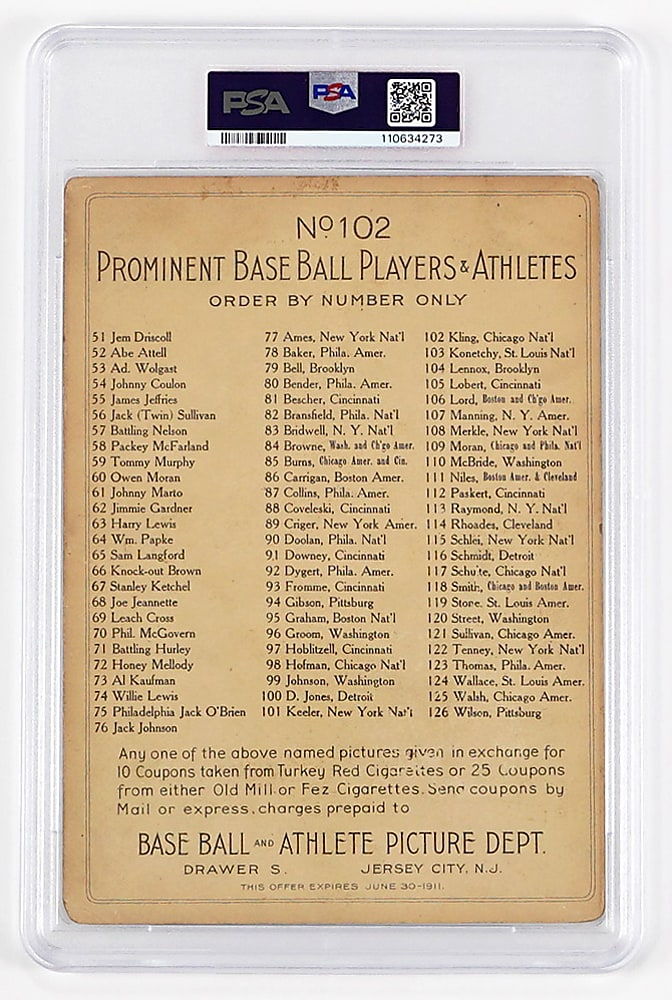 PSA PSA
110634273
Nº 102
PROMINENT BASE BALL PLAYERS & ATHLETES
ORDER BY NUMBER ONLY
51 Jem Driscoll
52 Abe Attell
53 Ad. Wolgast
54 Johnny Coulon
55 James Jeffries
56 Jack (Twin) Sullivan
57 Battling Nelson
58 Packey McFarland
59 Tommy Murphy
60 Owen Moran
61 Johnny Marto
62 Jimmie Gardner
63 Harry Lewis
64 Wm. Papke
65 Sam Langford
66 Knock-out Brown
67 Stanley Ketchel
68 Joe Jeannette
69 Leach Cross
70 Phil. McGovern
71 Battling Hurley
72 Honey Mellody
73 Al Kaufman
74 Willie Lewis
75 Philadelphia Jack O'Brien
76 Jack Johnson
77 Ames, New York Nat'l
78 Baker, Phila. Amer.
79 Bell, Brooklyn
80 Bender, Phila. Amer.
81 Bescher, Cincinnati
82 Bransfield, Phila. Nat'l
83 Bridwell, N. Y. Nat'l
84 Browne, Wash. and Ch'go Amer.
85 Burns, Chicago Amer. and Cin.
86 Carrigan, Boston Amer.
87 Collins, Phila. Amer.
88 Coveleski, Cincinnati
89 Criger, New York Amer.
90 Doolan, Phila. Nat'l
91 Downey, Cincinnati
92 Dygert, Phila. Amer.
93 Fromme, Cincinnati
94 Gibson, Pittsburg
95 Graham, Boston Nat'l
96 Groom, Washington
97 Hoblitzell, Cincinnati
98 Hofman, Chicago Nat'l
99 Johnson, Washington
100 D. Jones, Detroit
101 Keeler, New York Nat'l
102 Kling, Chicago Nat'l
103 Konetchy, St. Louis Nat'l
104 Lennox, Brooklyn
105 Lobert, Cincinnati
106 Lord, Boston and Ch'go Amer.
107 Manning, N. Y. Amer.
108 Merkle, New York Nat'l
109 Moran, Chicago and Phila. Nat'l
110 McBride, Washington
111 Niles, Boston Amer. & Cleveland
112 Paskert, Cincinnati
113 Raymond, N. Y. Nat'l
114 Rhoades, Cleveland
115 Schlei, New York Nat'l
116 Schmidt, Detroit
117 Schulte, Chicago Nat'l
118 Smith, Chicago and Boston Amer.
119 Stone. St. Louis Amer.
120 Street, Washington
121 Sullivan, Chicago Amer.
122 Tenney, New York Nat'l
123 Thomas, Phila. Amer.
124 Wallace, St. Louis Amer.
125 Walsh, Chicago Amer.
126 Wilson, Pittsburg
Any one of the above named pictures given in exchange for
10 Coupons taken from Turkey Red Cigarettes or 25 Coupons
from either Old Mill or Fez Cigarettes. Send coupons by
Mail or express, charges prepaid to
BASE BALL AND ATHLETE PICTURE DEPT.
DRAWER S. JERSEY CITY, N.J.
THIS OFFER EXPIRES JUNE 30-1911.